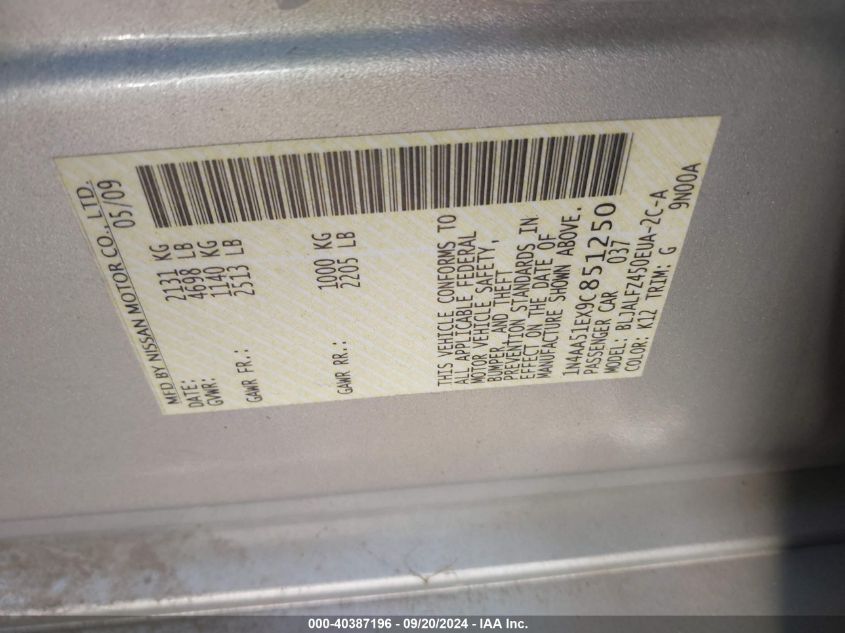 MFD BY NISSAN MOTOR CO., LTD.
DATE: 05/09
GVWR: 2131 KG
4698 LB
GAWR FR.: 1140 KG
2513 LB
GAWR RR.: 1000 KG
2205 LB
THIS VEHICLE CONFORMS TO
ALL APPLICABLE FEDERAL
MOTOR VEHICLE SAFETY,
BUMPER, AND THEFT
PREVENTION STANDARDS IN
EFFECT ON THE DATE OF
MANUFACTURE SHOWN ABOVE.
1N4AA51EX9C851250
PASSENGER CAR 037
MODEL: BLJALFZ450EUA-2C-A
COLOR: K12 TRIM: G 9N00A
000-40387196 - 09/20/2024 - IAA Inc.